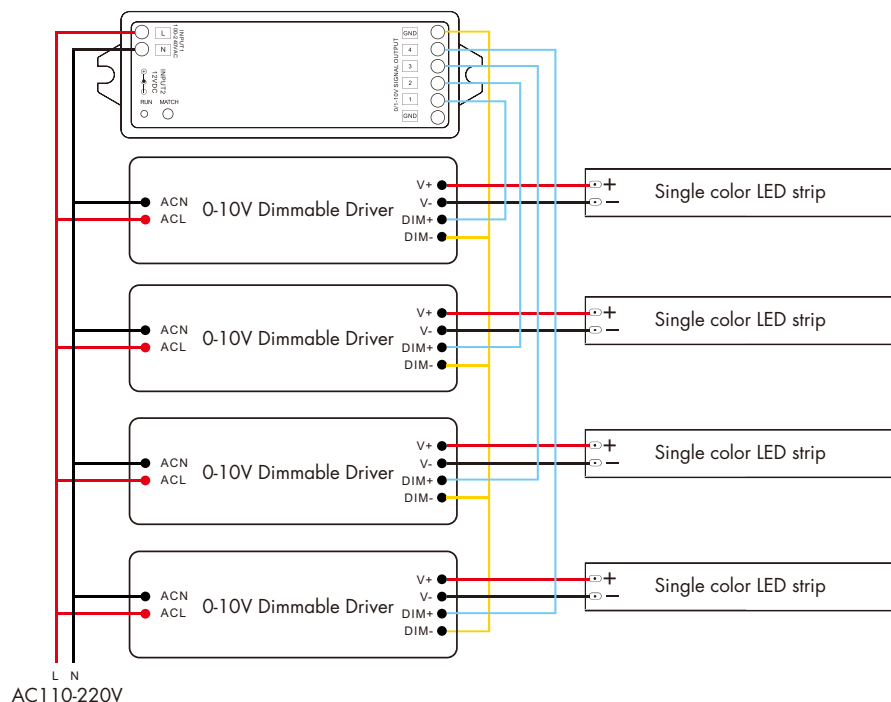 L
N
INPUT1
100-240VAC
INPUT2
12VDC
RUN MATCH
0/1-10V SIGNAL OUTPUT
GND
4
3
2
1
GND
ACN
ACL
0-10V Dimmable Driver
V+
V-
DIM+
DIM-
+
−
Single color LED strip
ACN
ACL
0-10V Dimmable Driver
V+
V-
DIM+
DIM-
+
−
Single color LED strip
ACN
ACL
0-10V Dimmable Driver
V+
V-
DIM+
DIM-
+
−
Single color LED strip
ACN
ACL
0-10V Dimmable Driver
V+
V-
DIM+
DIM-
+
−
Single color LED strip
L N
AC110-220V